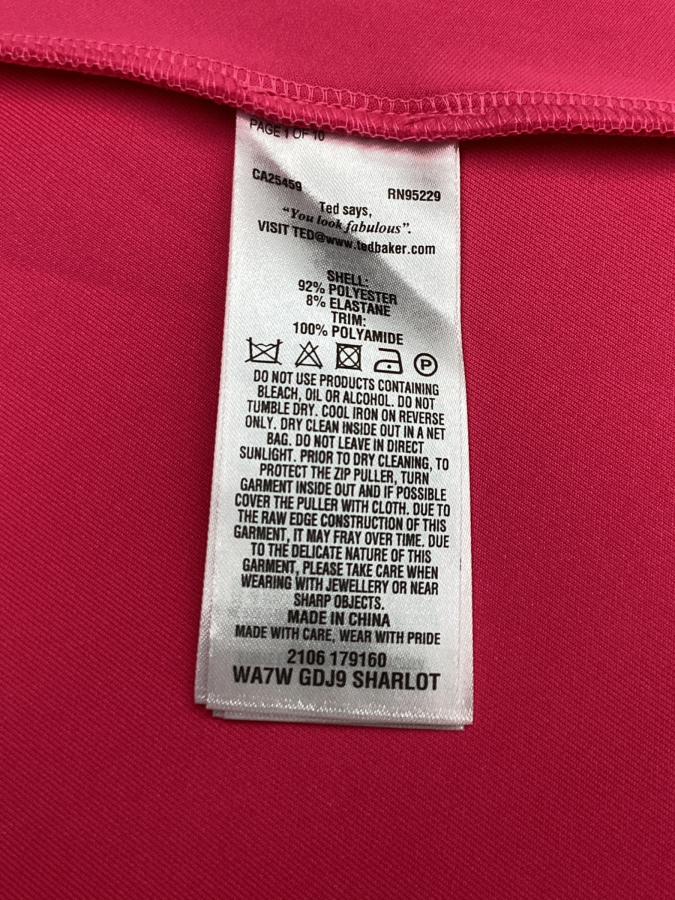 PAGE 1 OF 10
CA25459
RN95229
Ted says,
"You look fabulous".
VISIT TED@www.tedbaker.com
SHELL:
92% POLYESTER
8% ELASTANE
TRIM:
100% POLYAMIDE
P
DO NOT USE PRODUCTS CONTAINING
BLEACH, OIL OR ALCOHOL. DO NOT
TUMBLE DRY. COOL IRON ON REVERSE
ONLY. DRY CLEAN INSIDE OUT IN A NET
BAG. DO NOT LEAVE IN DIRECT
SUNLIGHT. PRIOR TO DRY CLEANING, TO
PROTECT THE ZIP PULLER, TURN
GARMENT INSIDE OUT AND IF POSSIBLE
COVER THE PULLER WITH CLOTH. DUE TO
THE RAW EDGE CONSTRUCTION OF THIS
GARMENT, IT MAY FRAY OVER TIME. DUE
TO THE DELICATE NATURE OF THIS
GARMENT, PLEASE TAKE CARE WHEN
WEARING WITH JEWELLERY OR NEAR
SHARP OBJECTS.
MADE IN CHINA
MADE WITH CARE, WEAR WITH PRIDE
2106 179160
WA7W GDJ9 SHARLOT